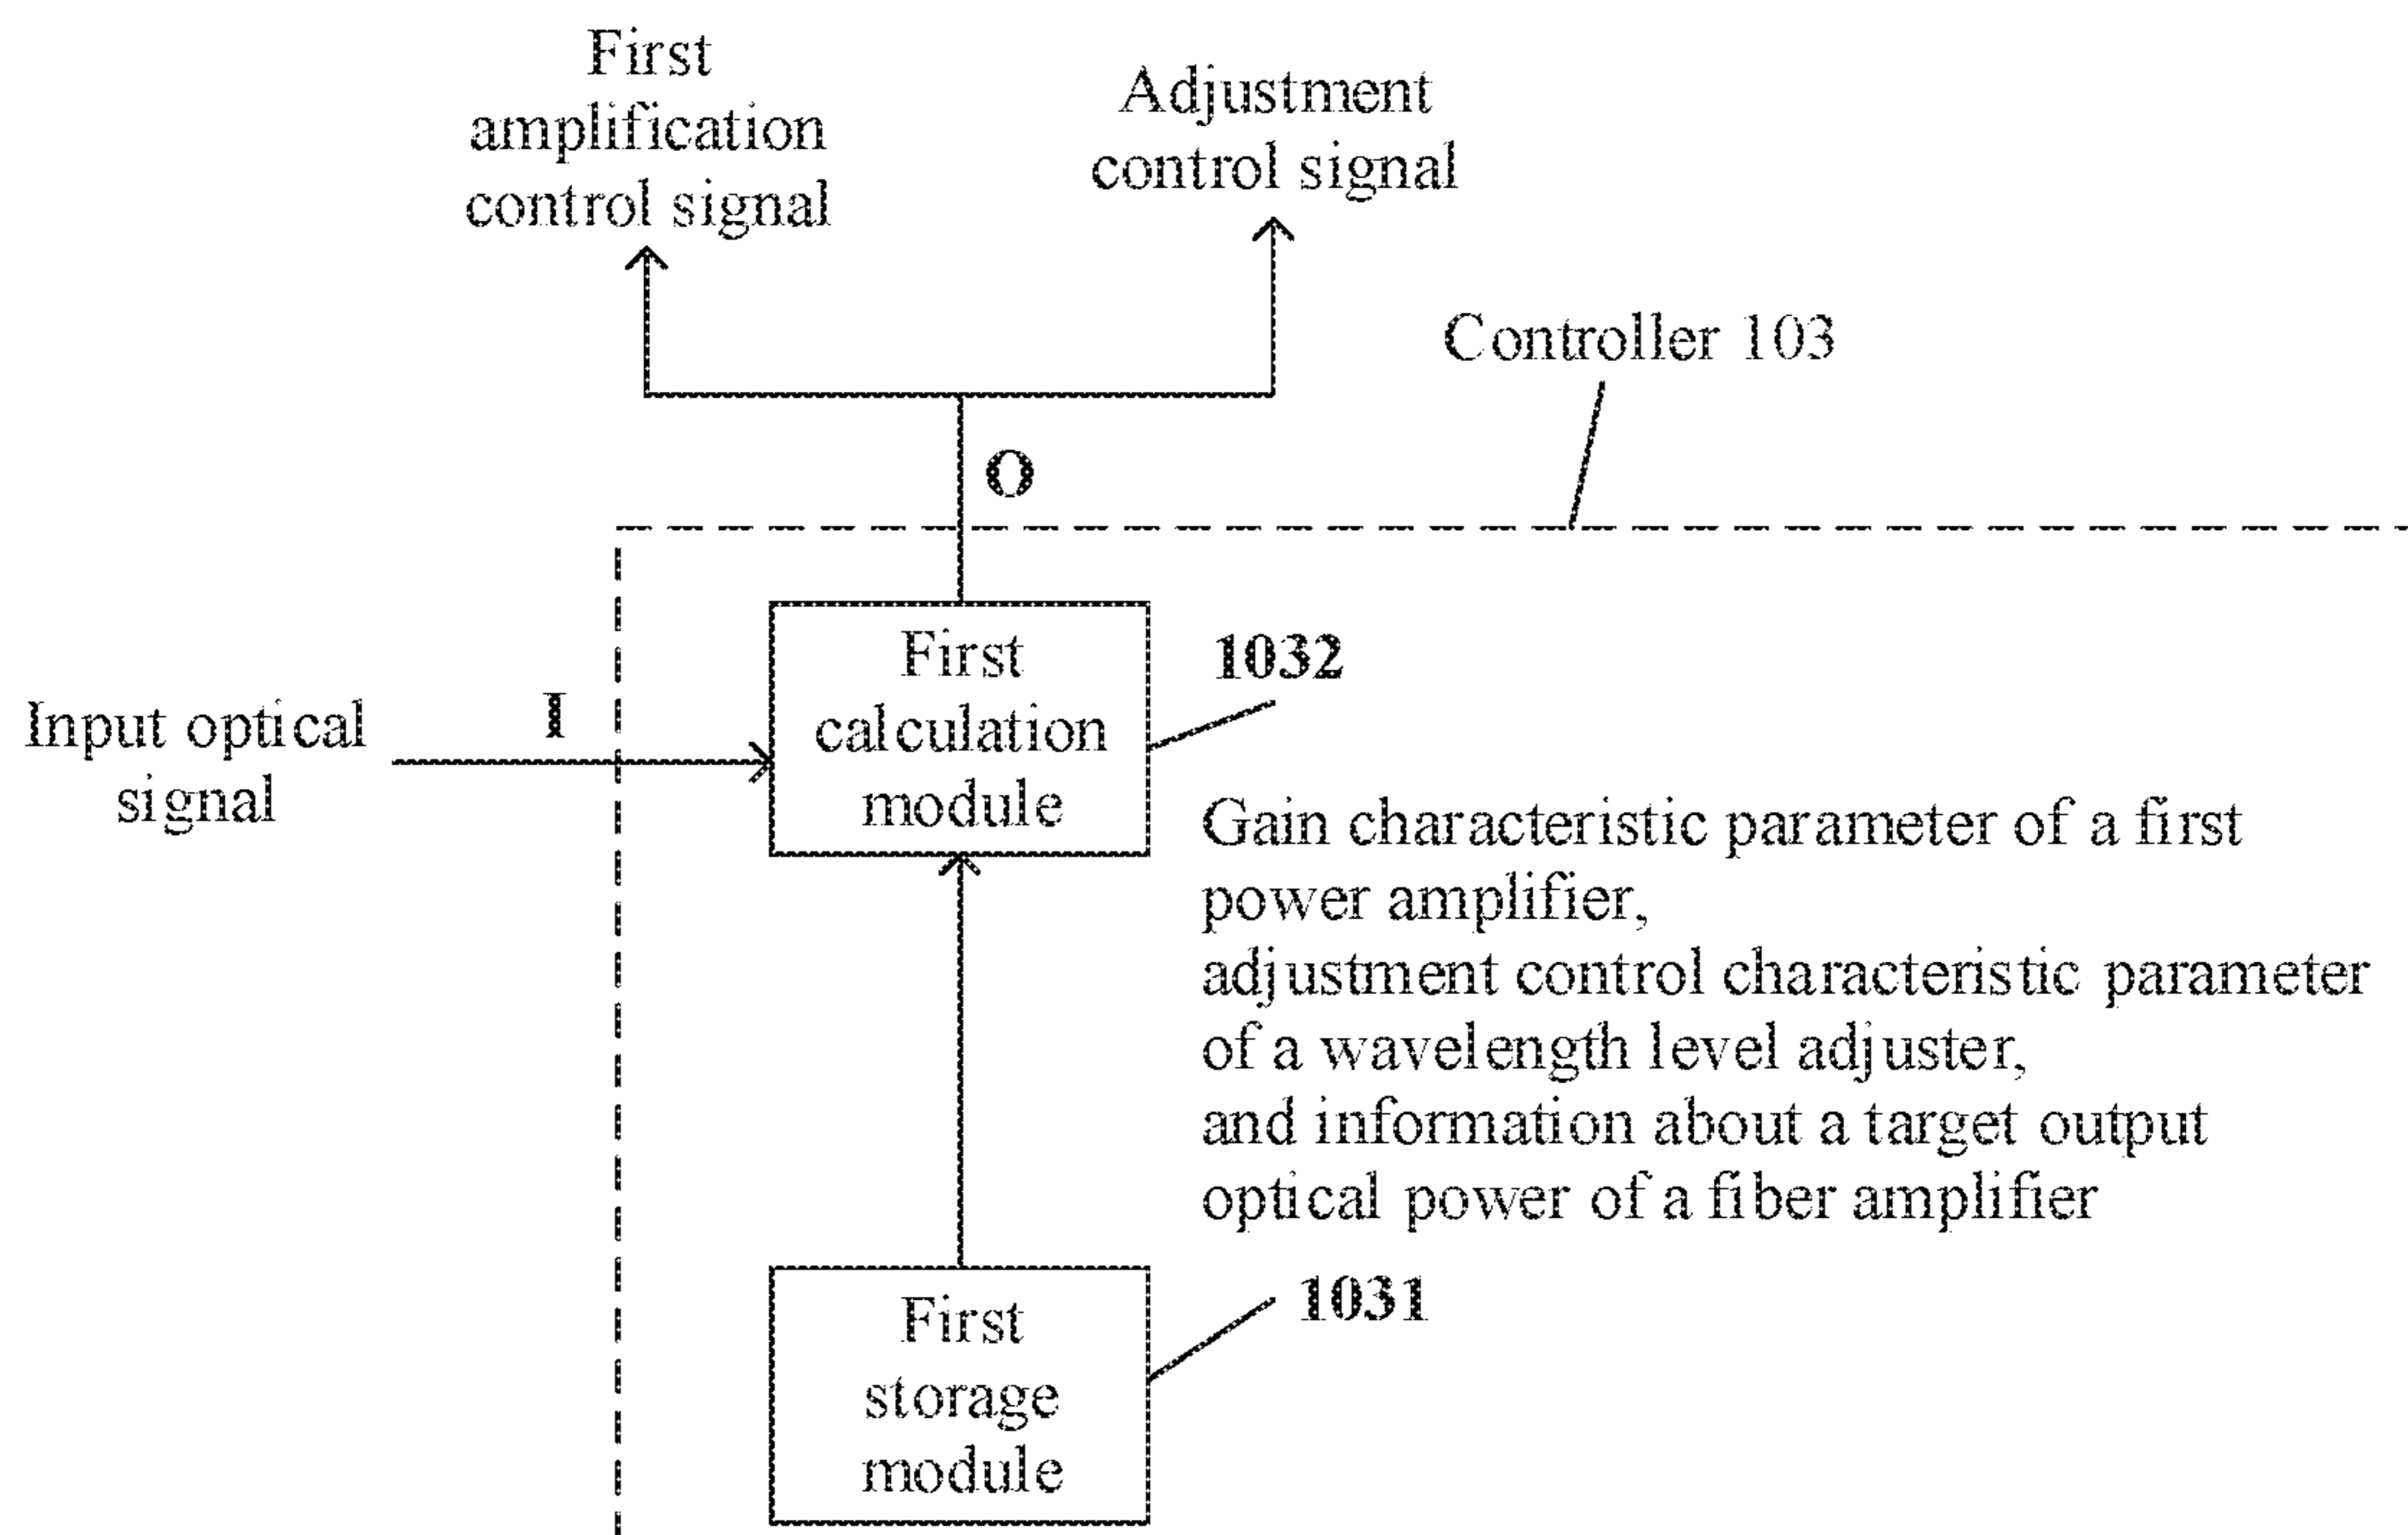 First
amplification
control signal
Adjustment
control signal
Controller 103
O
First
calculation
module
1032
I
Input optical
signal
Gain characteristic parameter of a first
power amplifier,
adjustment control characteristic parameter
of a wavelength level adjuster,
and information about a target output
optical power of a fiber amplifier
First
storage
module
1031